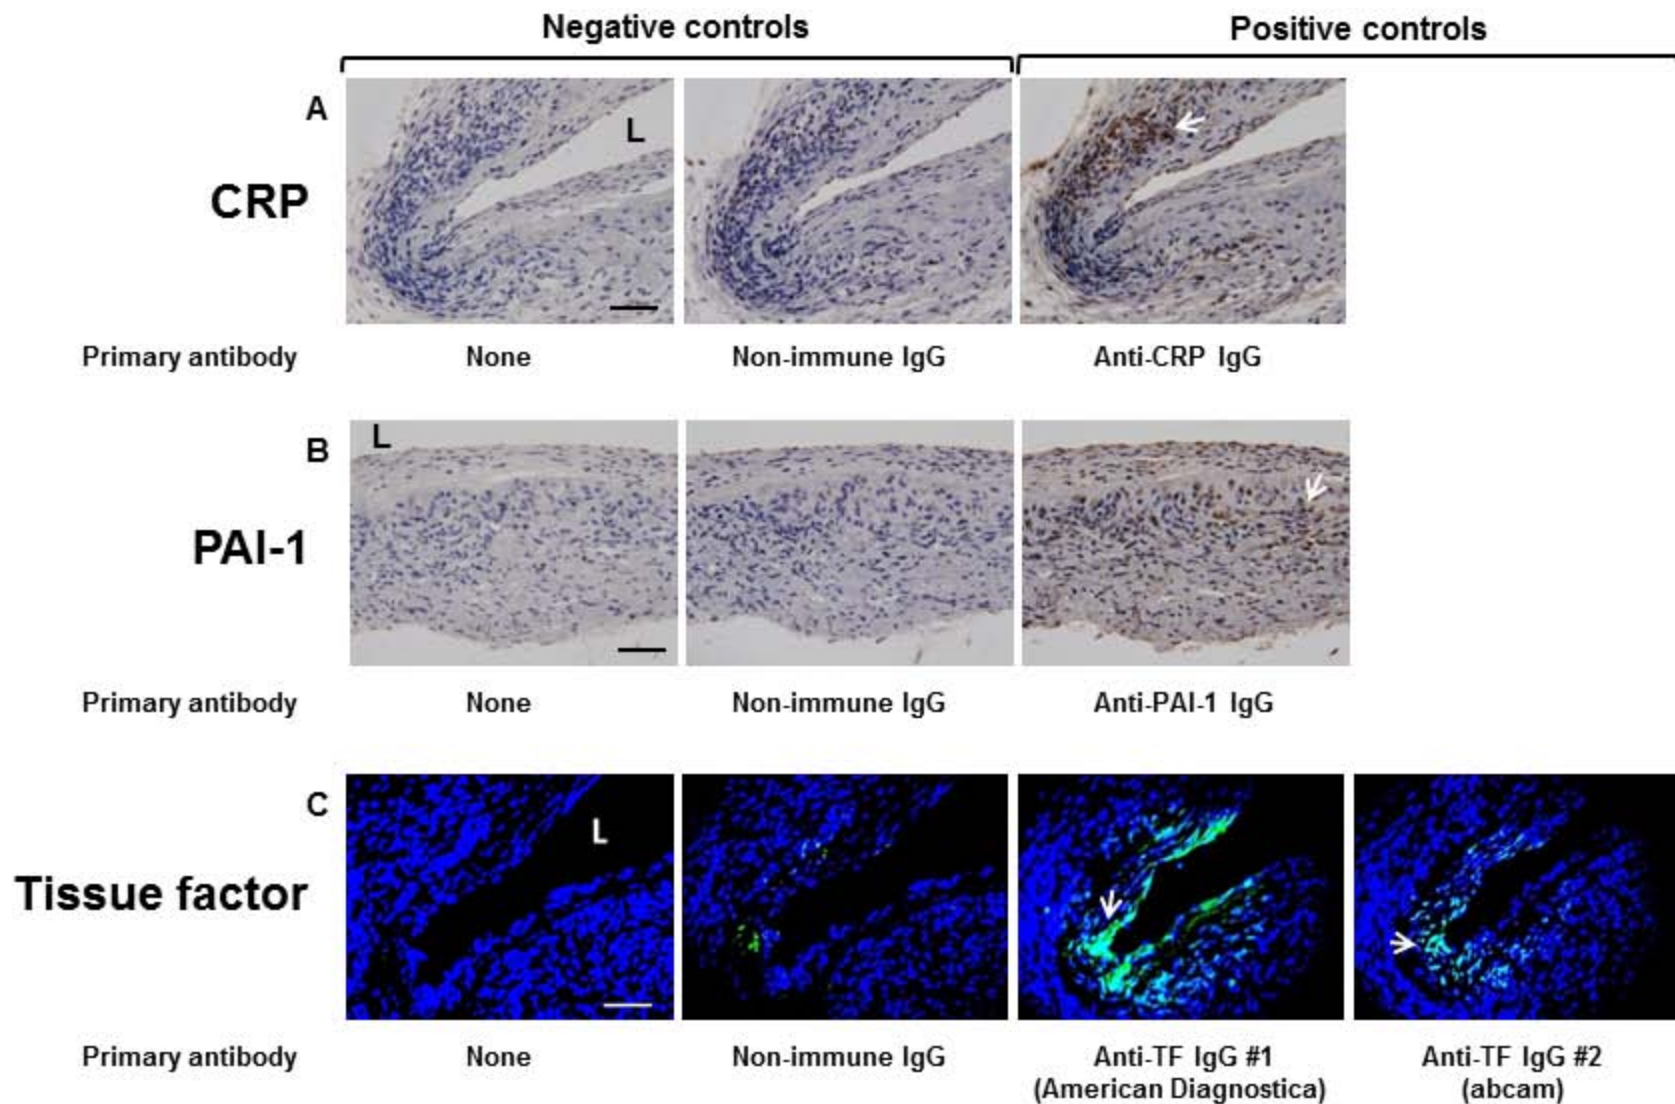 Negative controls Positive controls
A
L
CRP
Primary antibody None Non-immune IgG Anti-CRP IgG
B
L
PAI-1
Primary antibody None Non-immune IgG Anti-PAI-1 IgG
C
L
Tissue factor
Primary antibody None Non-immune IgG Anti-TF IgG #1 Anti-TF IgG #2
(American Diagnostica) (abcam)